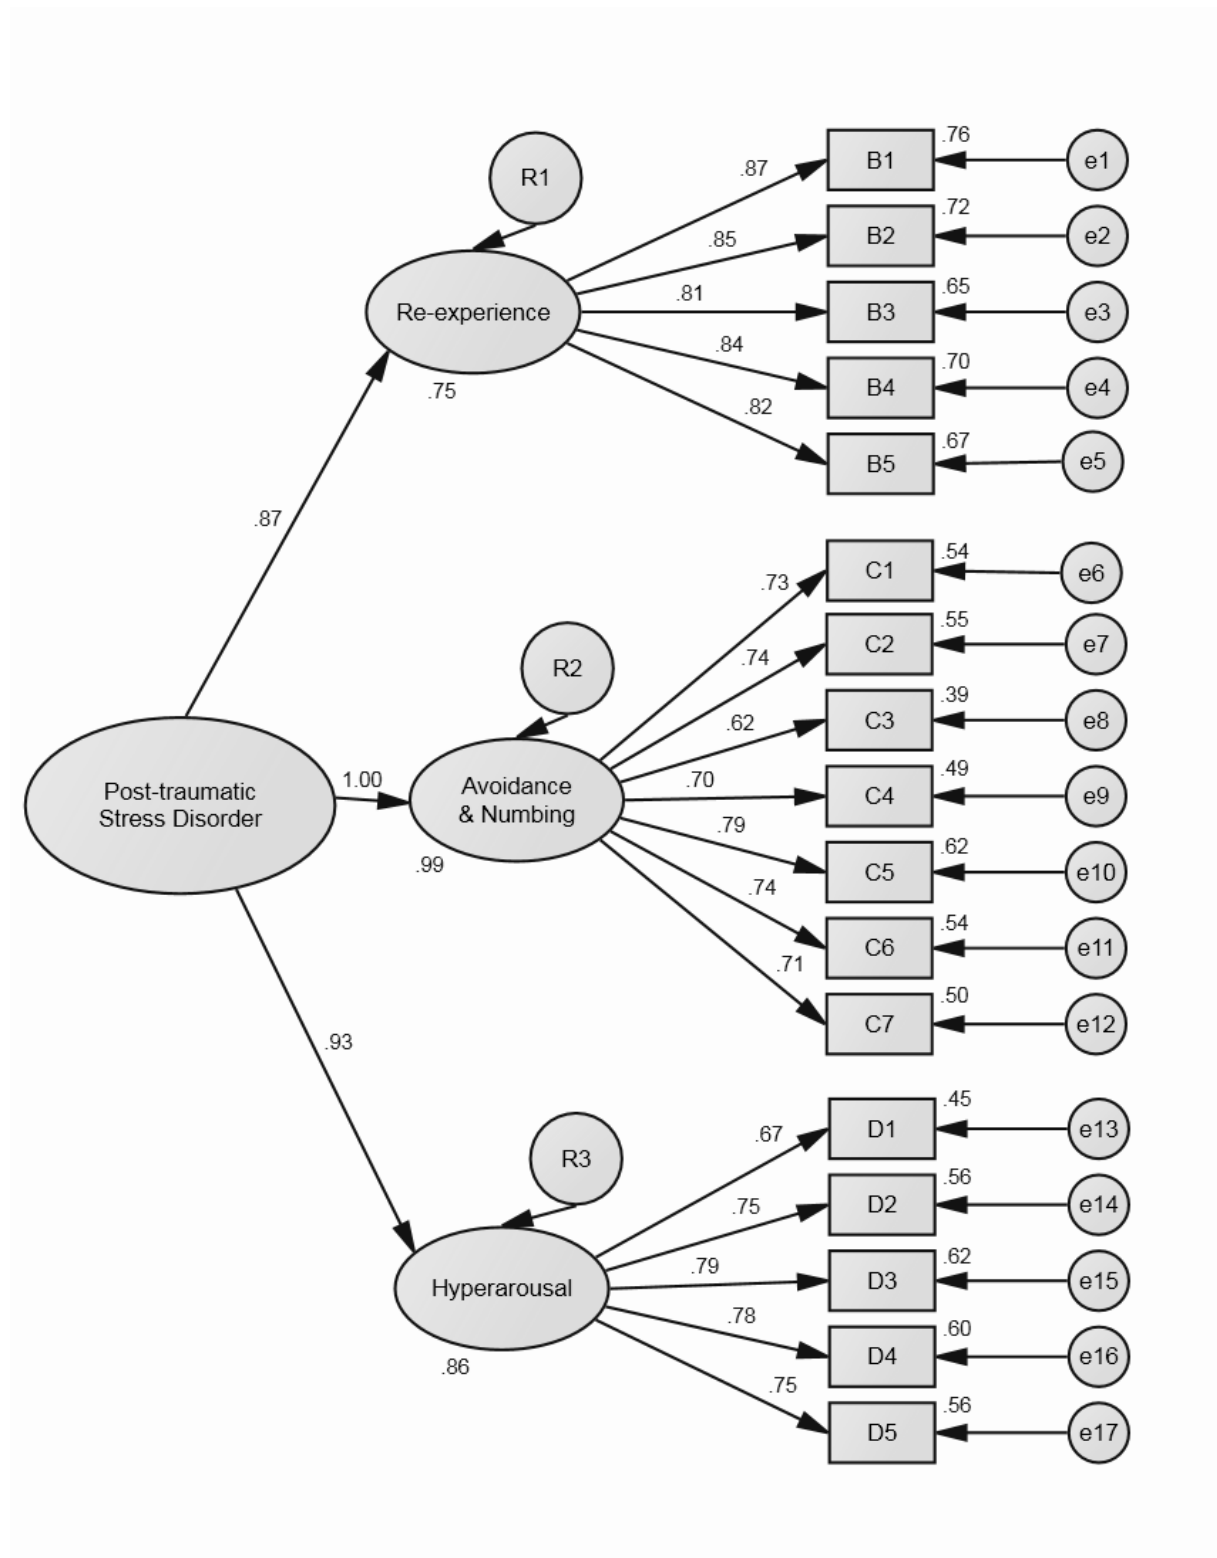 R1
Re-experience
.75
.87
.85
.81
.84
.82
B1
.76
e1
B2
.72
e2
B3
.65
e3
B4
.70
e4
B5
.67
e5
.87
Post-traumatic
Stress Disorder
1.00
R2
Avoidance
& Numbing
.99
.73
.74
.62
.70
.79
.74
.71
C1
.54
e6
C2
.55
e7
C3
.39
e8
C4
.49
e9
C5
.62
e10
C6
.54
e11
C7
.50
e12
.93
R3
Hyperarousal
.86
.67
.75
.79
.78
.75
D1
.45
e13
D2
.56
e14
D3
.62
e15
D4
.60
e16
D5
.56
e17